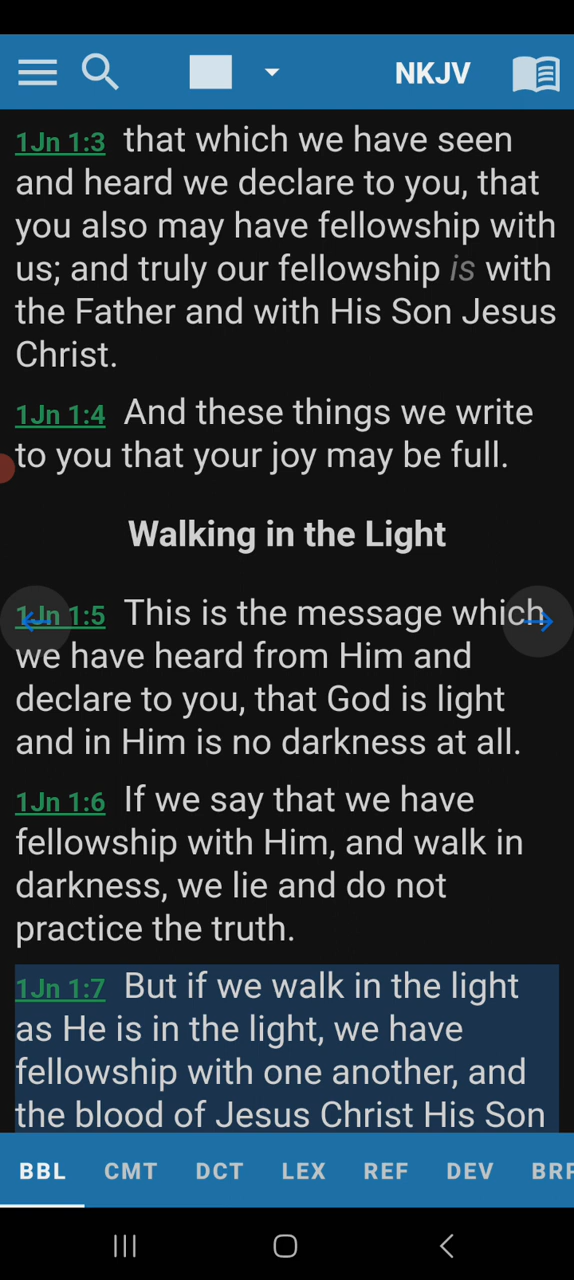 NKJV
1Jn 1:3 that which we have seen
and heard we declare to you, that
you also may have fellowship with
us; and truly our fellowship is with
the Father and with His Son Jesus
Christ.
1Jn 1:4 And these things we write
to you that your joy may be full.
Walking in the Light
1Jn 1:5 This is the message which
we have heard from Him and
declare to you, that God is light
and in Him is no darkness at all.
1Jn 1:6 If we say that we have
fellowship with Him, and walk in
darkness, we lie and do not
practice the truth.
1Jn 1:7 But if we walk in the light
as He is in the light, we have
fellowship with one another, and
the blood of Jesus Christ His Son
BBL CMT DCT LEX REF DEV BRP